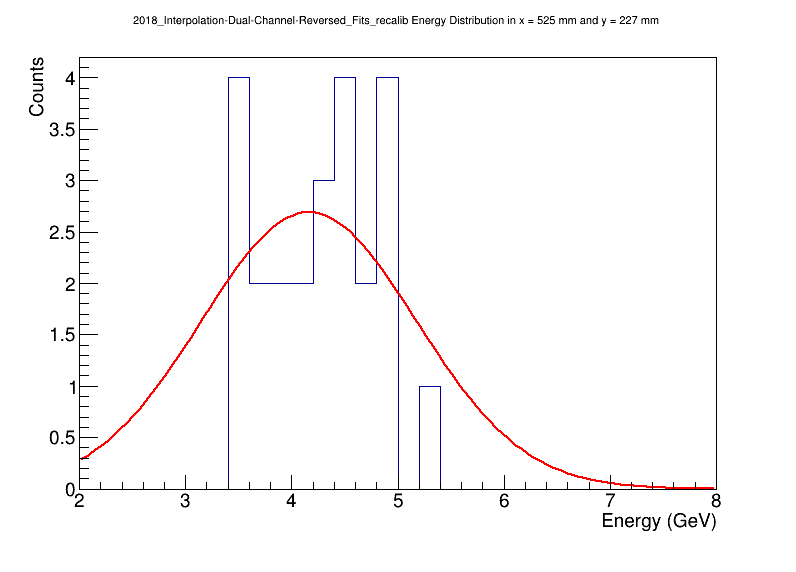 2018_Interpolation-Dual-Channel-Reversed_Fits_recalib Energy Distribution in x = 525 mm and y = 227 mm
Counts
4
3.5
3
2.5
2
1.5
1
0.5
0
2 3 4 5 6 7 8
Energy (GeV)